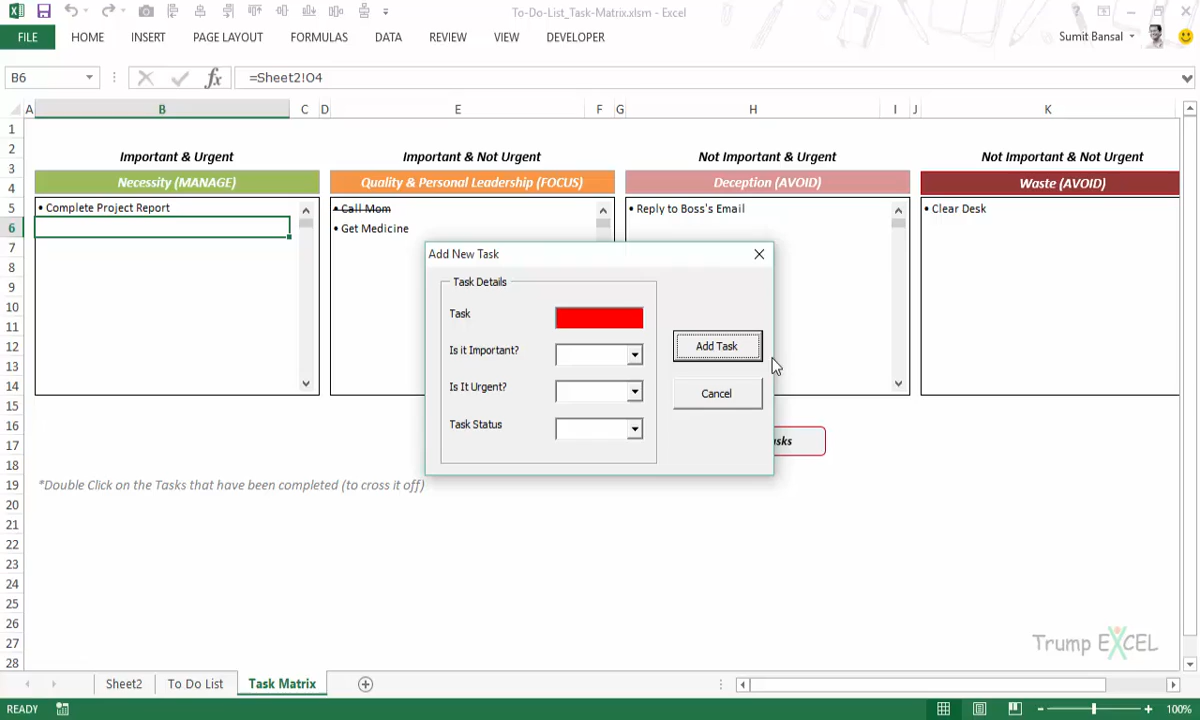 To-Do-List_Task-Matrix.xlsm - Excel
FILE HOME INSERT PAGE LAYOUT FORMULAS DATA REVIEW VIEW DEVELOPER Sumit Bansal
B6 fx =Sheet2!O4
A B C D E F G H I J K
1
2 Important & Urgent Important & Not Urgent Not Important & Urgent Not Important & Not Urgent
3
4 Necessity (MANAGE) Quality & Personal Leadership (FOCUS) Deception (AVOID) Waste (AVOID)
5 • Complete Project Report • Call Mom • Reply to Boss's Email • Clear Desk
6 • Get Medicine
7
8
9
10
11
12
13
14
15
16
17
18
19
20
21
22
23
24
25
26
27
28
Add New Task
Task Details
Task
Is it Important?
Add Task
Is It Urgent?
Cancel
Task Status
sks
*Double Click on the Tasks that have been completed (to cross it off)
Trump EXCEL
Sheet2 To Do List Task Matrix
READY 100%